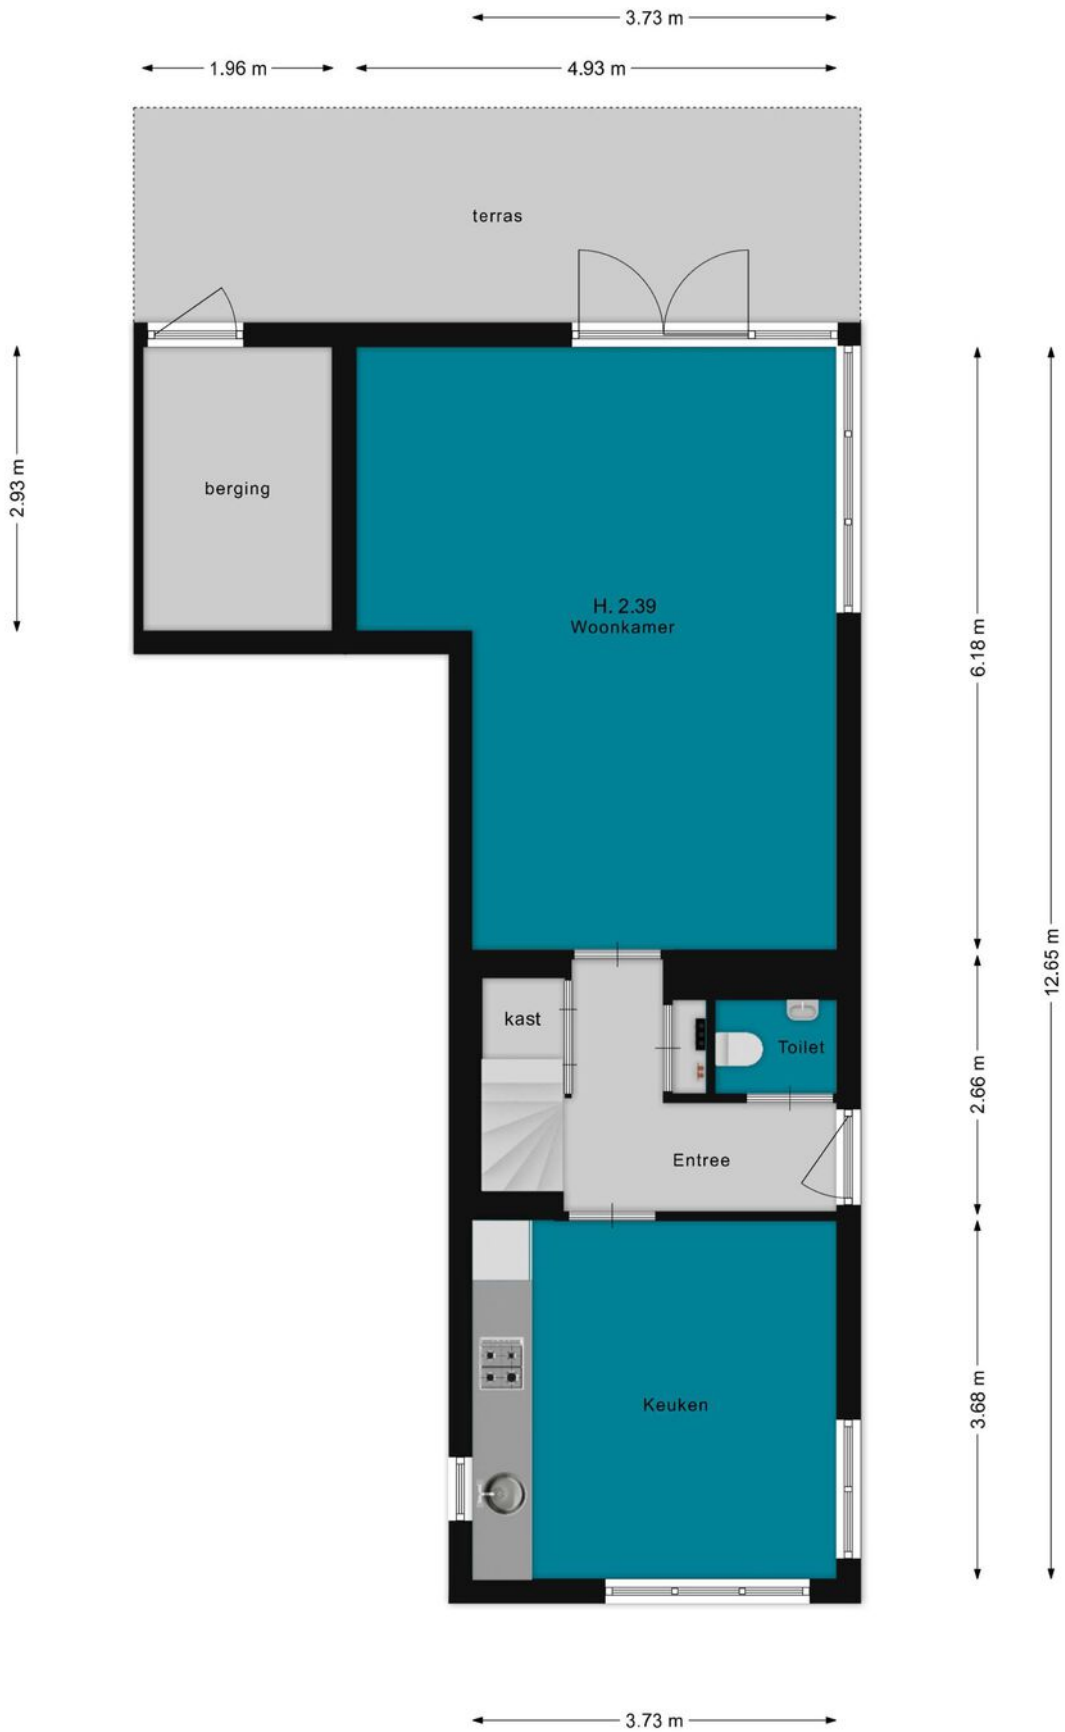 3.73 m
1.96 m
4.93 m
terras
2.93 m
berging
H. 2.39
Woonkamer
6.18 m
12.65 m
kast
Toilet
2.66 m
Entree
3.68 m
Keuken
3.73 m